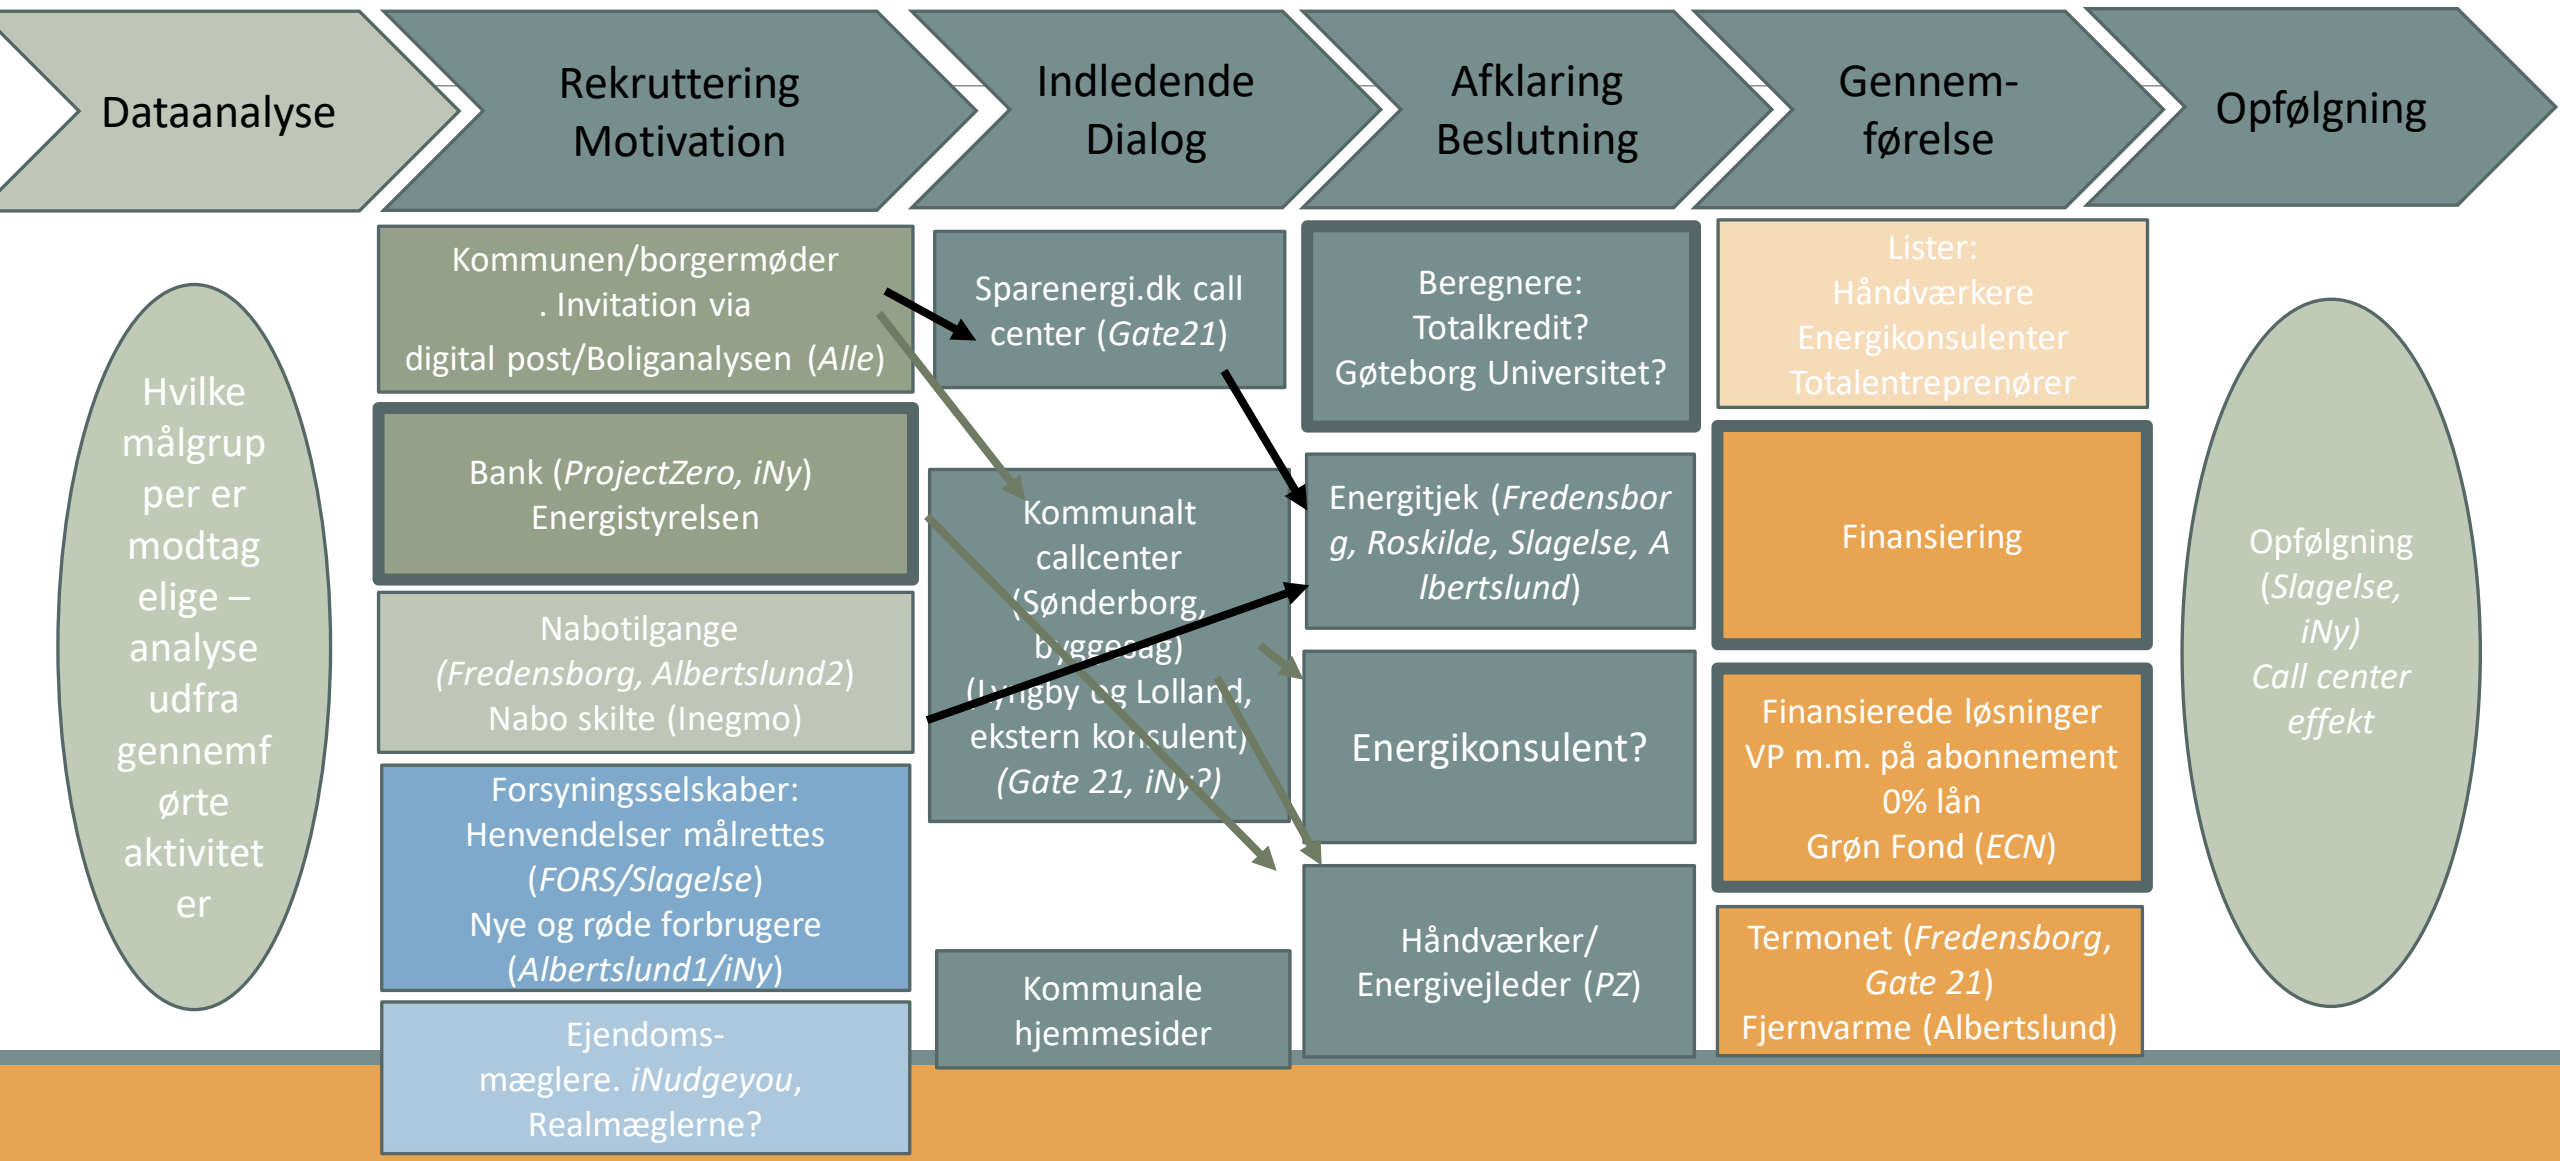 Dataanalyse
Rekruttering
Motivation
Indledende
Dialog
Afklaring
Beslutning
Gennem-
førelse
Opfølgning
Hvilke
målgrup
per er
modtag
elige –
analyse
udfra
gennemf
ørte
aktivitet
er
Kommunen/borgermøder
. Invitation via
digital post/Boliganalysen (Alle)
Bank (ProjectZero, iNy)
Energistyrelsen
Nabotilgange
(Fredensborg, Albertslund2)
Nabo skilte (Inegmo)
Forsyningsselskaber:
Henvendelser målrettes
(FORS/Slagelse)
Nye og røde forbrugere
(Albertslund1/iNy)
Ejendoms-
mæglere. iNudgeyou,
Realmæglerne?
Sparenergi.dk call
center (Gate21)
Kommunalt
callcenter
(Sønderborg,
byggesag)
(Lyngby og Lolland,
ekstern konsulent)
(Gate 21, iNy?)
Kommunale
hjemmesider
Beregnere:
Totalkredit?
Gøteborg Universitet?
Energitjek (Fredensbor
g, Roskilde, Slagelse, A
lbertslund)
Energikonsulent?
Håndværker/
Energivejleder (PZ)
Lister:
Håndværkere
Energikonsulenter
Totalentreprenører
Finansiering
Finansierede løsninger
VP m.m. på abonnement
0% lån
Grøn Fond (ECN)
Termonet (Fredensborg,
Gate 21)
Fjernvarme (Albertslund)
Opfølgning
(Slagelse,
iNy)
Call center
effekt